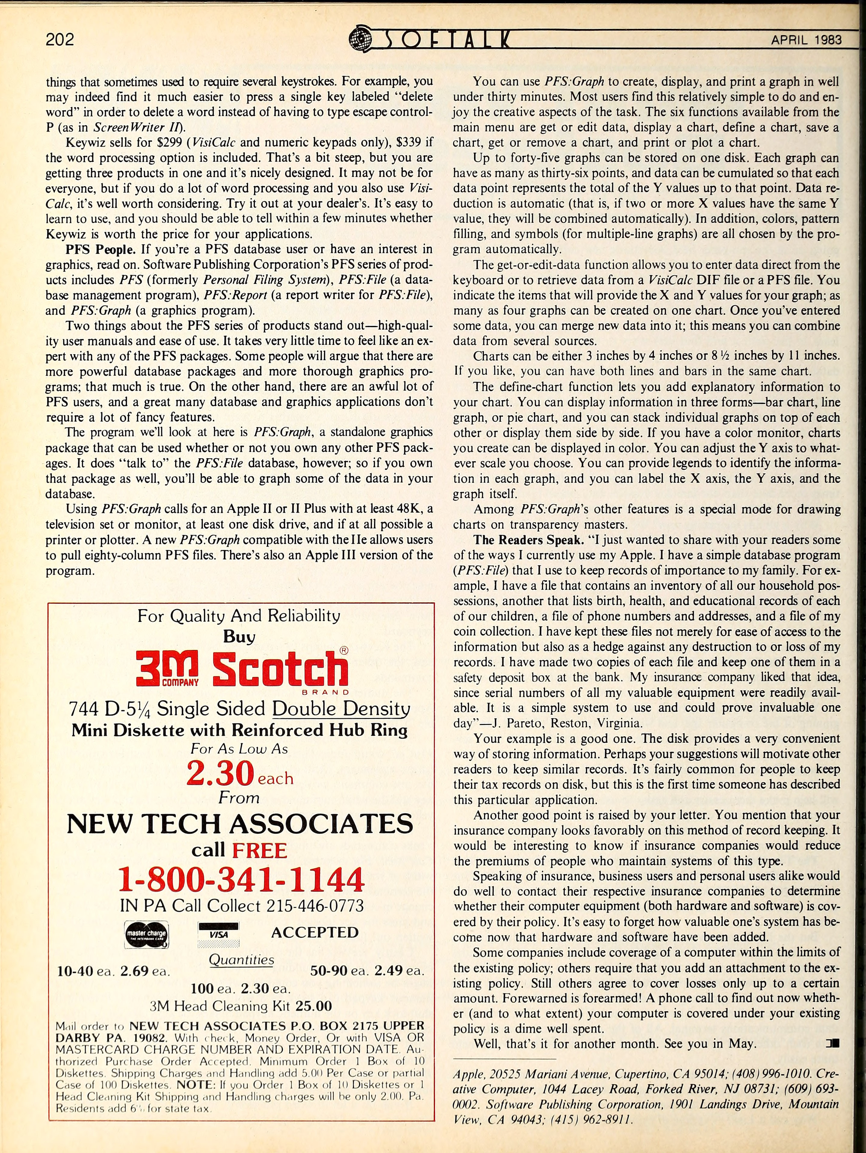 202
SOFTALK
APRIL 1983
things that sometimes used to require several keystrokes. For example, you
may indeed find it much easier to press a single key labeled “delete
word” in order to delete a word instead of having to type escape control-
P (as in Screen Writer II).
Keywiz sells for $299 (VisiCalc and numeric keypads only), $339 if
the word processing option is included. That’s a bit steep, but you are
getting three products in one and it’s nicely designed. It may not be for
everyone, but if you do a lot of word processing and you also use Visi-
Calc, it’s well worth considering. Try it out at your dealer’s. It’s easy to
learn to use, and you should be able to tell within a few minutes whether
Keywiz is worth the price for your applications.
PFS People. If you’re a PFS database user or have an interest in
graphics, read on. Software Publishing Corporation’s PFS series of prod-
ucts includes PFS (formerly Personal Filing System), PFS:File (a data-
base management program), PFS:Report (a report writer for PFS:File),
and PFS:Graph (a graphics program).
Two things about the PFS series of products stand out—high-qual-
ity user manuals and ease of use. It takes very little time to feel like an ex-
pert with any of the PFS packages. Some people will argue that there are
more powerful database packages and more thorough graphics pro-
grams; that much is true. On the other hand, there are an awful lot of
PFS users, and a great many database and graphics applications don’t
require a lot of fancy features.
The program we’ll look at here is PFS:Graph, a standalone graphics
package that can be used whether or not you own any other PFS pack-
ages. It does “talk to” the PFS:File database, however; so if you own
that package as well, you’ll be able to graph some of the data in your
database.
Using PFS:Graph calls for an Apple II or II Plus with at least 48K, a
television set or monitor, at least one disk drive, and if at all possible a
printer or plotter. A new PFS:Graph compatible with the IIe allows users
to pull eighty-column PFS files. There’s also an Apple III version of the
program.
For Quality And Reliability
Buy
3M COMPANY Scotch®
BRAND
744 D-5¼ Single Sided Double Density
Mini Diskette with Reinforced Hub Ring
For As Low As
2.30 each
From
NEW TECH ASSOCIATES
call FREE
1-800-341-1144
IN PA Call Collect 215-446-0773
master charge
THE INTERBANK CARD
VISA
ACCEPTED
Quantities
10-40 ea. 2.69 ea.
50-90 ea. 2.49 ea.
100 ea. 2.30 ea.
3M Head Cleaning Kit 25.00
Mail order to NEW TECH ASSOCIATES P.O. BOX 2175 UPPER
DARBY PA. 19082. With check, Money Order, Or with VISA OR
MASTERCARD CHARGE NUMBER AND EXPIRATION DATE. Au-
thorized Purchase Order Accepted. Minimum Order 1 Box of 10
Diskettes. Shipping Charges and Handling add 5.00 Per Case or partial
Case of 100 Diskettes. NOTE: If you Order 1 Box of 10 Diskettes or 1
Head Cleaning Kit Shipping and Handling charges will be only 2.00. Pa.
Residents add 6% for state tax.
You can use PFS:Graph to create, display, and print a graph in well
under thirty minutes. Most users find this relatively simple to do and en-
joy the creative aspects of the task. The six functions available from the
main menu are get or edit data, display a chart, define a chart, save a
chart, get or remove a chart, and print or plot a chart.
Up to forty-five graphs can be stored on one disk. Each graph can
have as many as thirty-six points, and data can be cumulated so that each
data point represents the total of the Y values up to that point. Data re-
duction is automatic (that is, if two or more X values have the same Y
value, they will be combined automatically). In addition, colors, pattern
filling, and symbols (for multiple-line graphs) are all chosen by the pro-
gram automatically.
The get-or-edit-data function allows you to enter data direct from the
keyboard or to retrieve data from a VisiCalc DIF file or a PFS file. You
indicate the items that will provide the X and Y values for your graph; as
many as four graphs can be created on one chart. Once you’ve entered
some data, you can merge new data into it; this means you can combine
data from several sources.
Charts can be either 3 inches by 4 inches or 8 ½ inches by 11 inches.
If you like, you can have both lines and bars in the same chart.
The define-chart function lets you add explanatory information to
your chart. You can display information in three forms—bar chart, line
graph, or pie chart, and you can stack individual graphs on top of each
other or display them side by side. If you have a color monitor, charts
you create can be displayed in color. You can adjust the Y axis to what-
ever scale you choose. You can provide legends to identify the informa-
tion in each graph, and you can label the X axis, the Y axis, and the
graph itself.
Among PFS:Graph’s other features is a special mode for drawing
charts on transparency masters.
The Readers Speak. “I just wanted to share with your readers some
of the ways I currently use my Apple. I have a simple database program
(PFS:File) that I use to keep records of importance to my family. For ex-
ample, I have a file that contains an inventory of all our household pos-
sessions, another that lists birth, health, and educational records of each
of our children, a file of phone numbers and addresses, and a file of my
coin collection. I have kept these files not merely for ease of access to the
information but also as a hedge against any destruction to or loss of my
records. I have made two copies of each file and keep one of them in a
safety deposit box at the bank. My insurance company liked that idea,
since serial numbers of all my valuable equipment were readily avail-
able. It is a simple system to use and could prove invaluable one
day”—J. Pareto, Reston, Virginia.
Your example is a good one. The disk provides a very convenient
way of storing information. Perhaps your suggestions will motivate other
readers to keep similar records. It’s fairly common for people to keep
their tax records on disk, but this is the first time someone has described
this particular application.
Another good point is raised by your letter. You mention that your
insurance company looks favorably on this method of record keeping. It
would be interesting to know if insurance companies would reduce
the premiums of people who maintain systems of this type.
Speaking of insurance, business users and personal users alike would
do well to contact their respective insurance companies to determine
whether their computer equipment (both hardware and software) is cov-
ered by their policy. It’s easy to forget how valuable one’s system has be-
come now that hardware and software have been added.
Some companies include coverage of a computer within the limits of
the existing policy; others require that you add an attachment to the ex-
isting policy. Still others agree to cover losses only up to a certain
amount. Forewarned is forearmed! A phone call to find out now wheth-
er (and to what extent) your computer is covered under your existing
policy is a dime well spent.
Well, that’s it for another month. See you in May.
Apple, 20525 Mariani Avenue, Cupertino, CA 95014; (408) 996-1010. Cre-
ative Computer, 1044 Lacey Road, Forked River, NJ 08731; (609) 693-
0002. Software Publishing Corporation, 1901 Landings Drive, Mountain
View, CA 94043; (415) 962-8911.